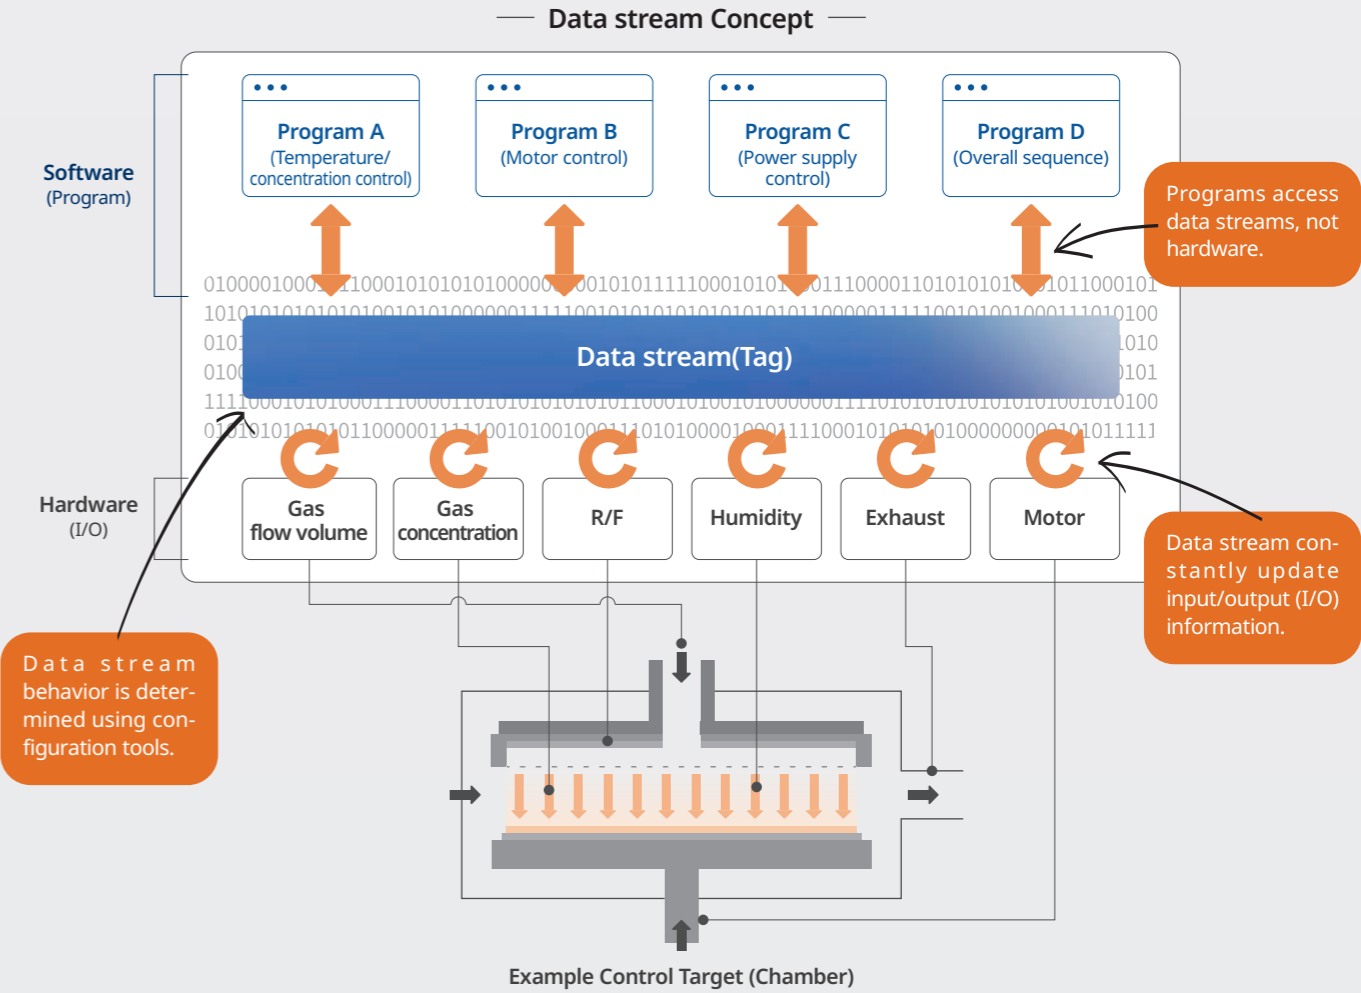 Data stream Concept
Software
(Program)
Program A
(Temperature/
concentration control)
Program B
(Motor control)
Program C
(Power supply
control)
Program D
(Overall sequence)
Programs access
data streams, not
hardware.
Data stream(Tag)
Hardware
(I/O)
Gas
flow volume
Gas
concentration
R/F
Humidity
Exhaust
Motor
Data stream con-
stantly update
input/output (I/O)
information.
Data stream
behavior is deter-
mined using con-
figuration tools.
Example Control Target (Chamber)